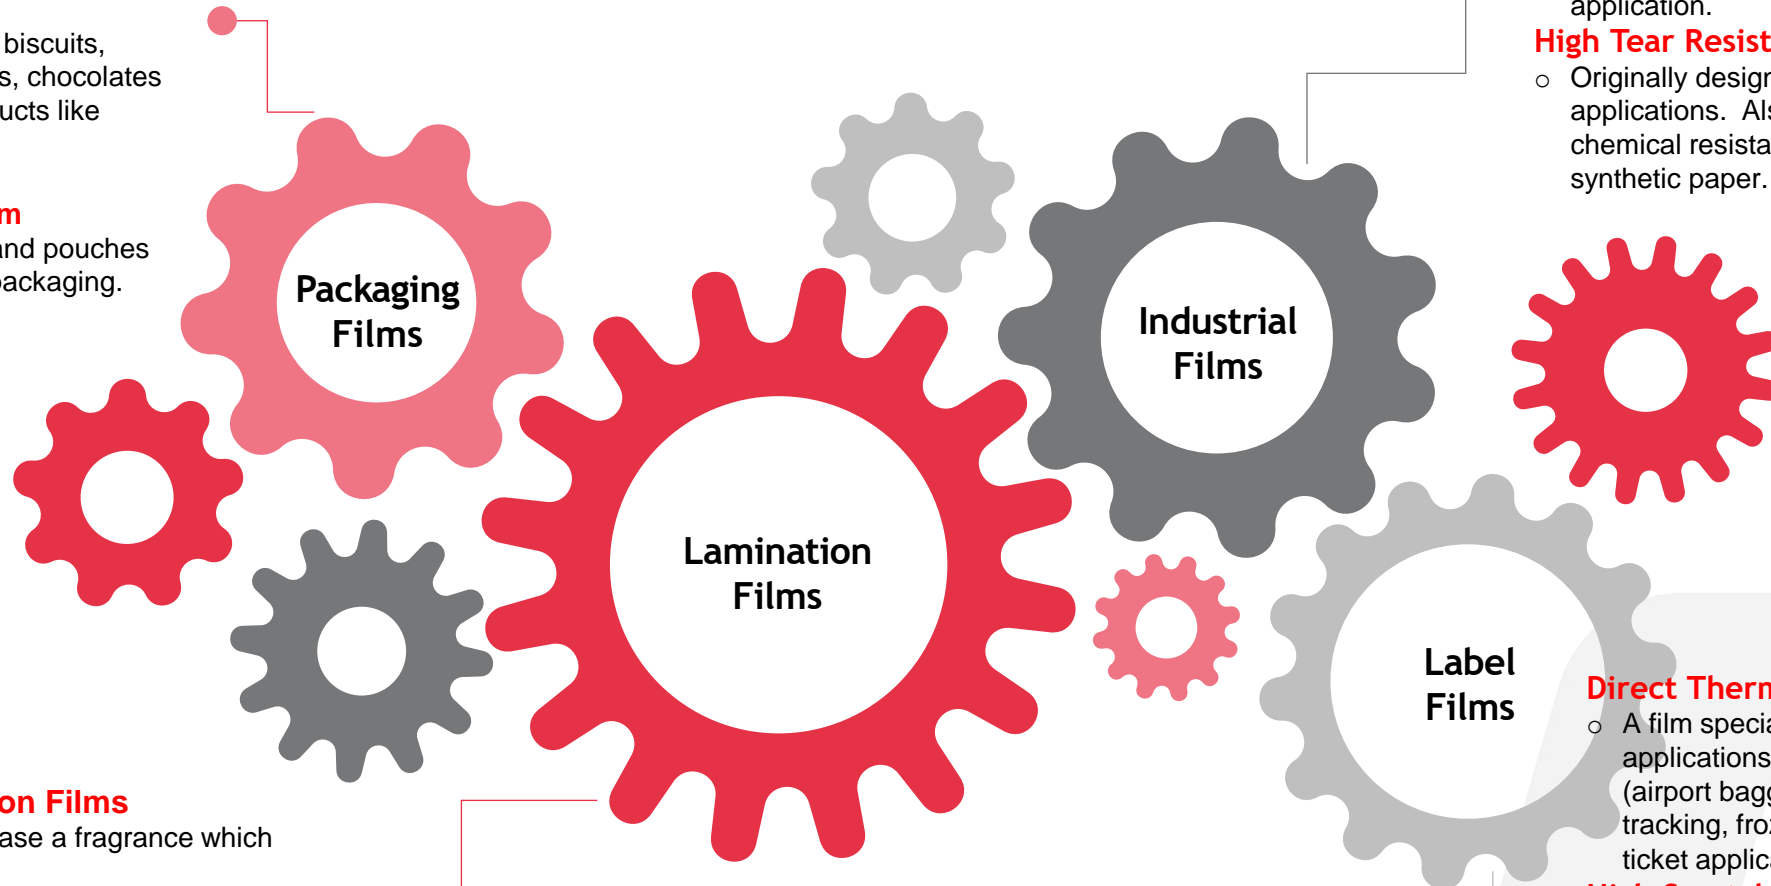 biscuits,
s, chocolates
ucts like
m
and pouches
packaging.
Packaging
Films
application.
High Tear Resist
○ Originally design
applications. Als
chemical resista
synthetic paper.
Industrial
Films
Lamination
Films
Label
Films
on Films
ase a fragrance which
Direct Therm
○ A film specia
applications
(airport bagg
tracking, froz
ticket applica